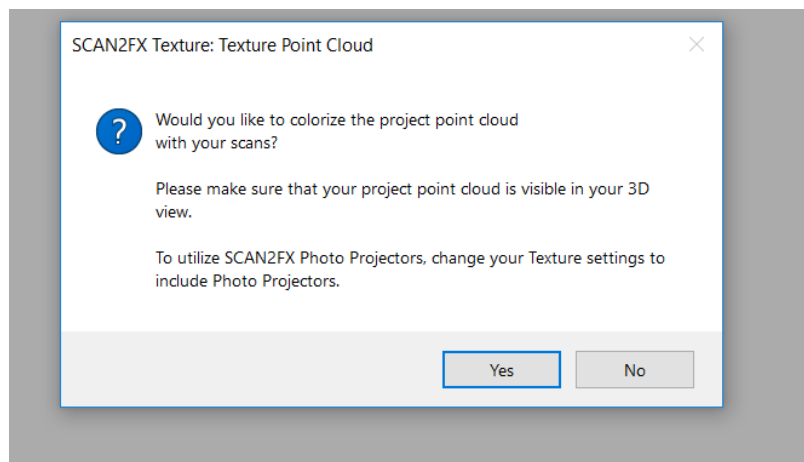 SCAN2FX Texture: Texture Point Cloud
Would you like to colorize the project point cloud
with your scans?
Please make sure that your project point cloud is visible in your 3D
view.
To utilize SCAN2FX Photo Projectors, change your Texture settings to
include Photo Projectors.
Yes
No